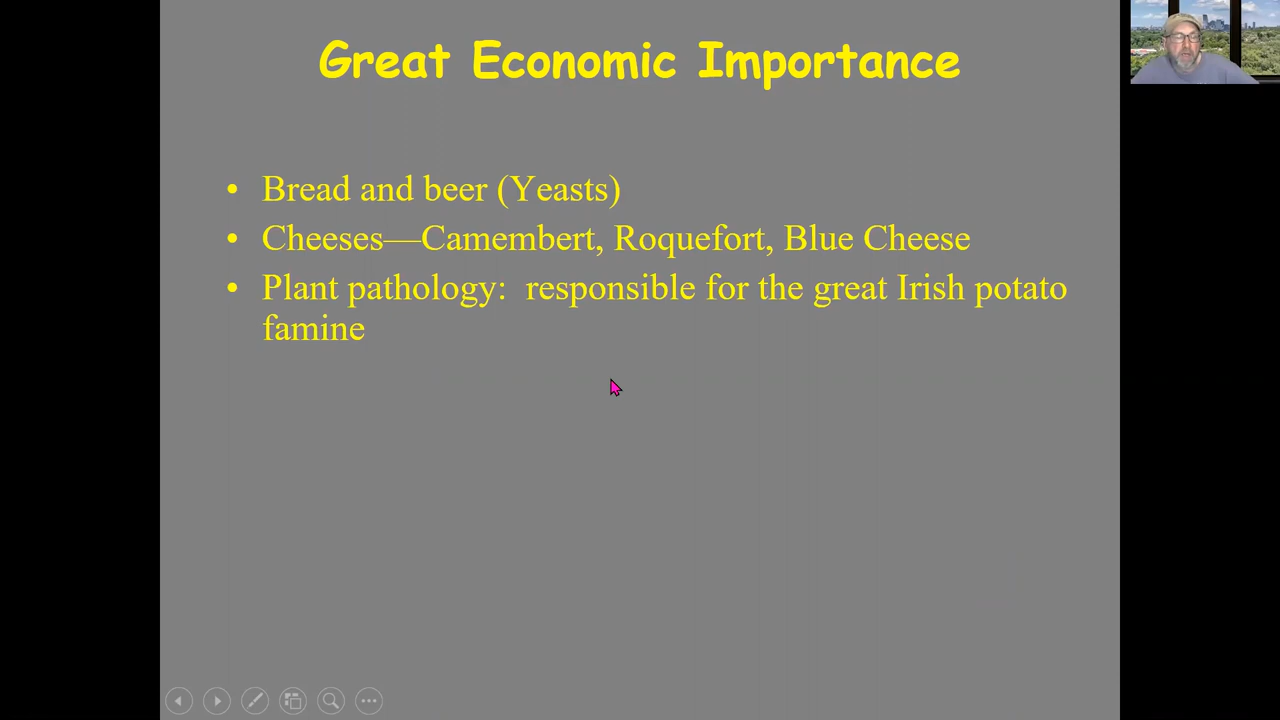 Great Economic Importance
• Bread and beer (Yeasts)
• Cheeses—Camembert, Roquefort, Blue Cheese
• Plant pathology:  responsible for the great Irish potato
famine